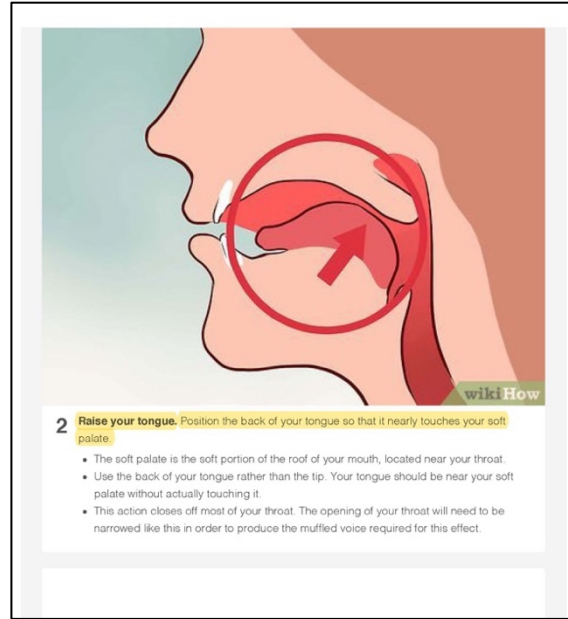 wikiHow
2 Raise your tongue. Position the back of your tongue so that it nearly touches your soft
palate.
• The soft palate is the soft portion of the roof of your mouth, located near your throat.
• Use the back of your tongue rather than the tip. Your tongue should be near your soft
palate without actually touching it.
• This action closes off most of your throat. The opening of your throat will need to be
narrowed like this in order to produce the muffled voice required for this effect.